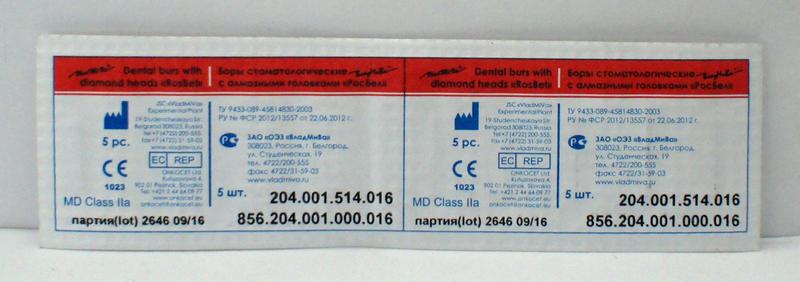 Dental burs with
diamond heads «RosBel»
Боры стоматологические
с алмазными головками «РосБел»
JSC «VladMiVa»
Experimental Plant
19 Studencheskaya Str.
Belgorad 308023, Russia
tel +7 (4722) 200-555
fax +7 (4722) 31-59-03
www.vladmiva.ru
5 pc.
EC REP
ONKOCET Ltd
Kutuzovova 4,
902 01 Pezinok, Slovakia
Tel: +421 2 44 64 09 77
www.onkocet.eu
onkocet@onkocet.eu
CE
1023
MD Class IIa
партия(lot) 2646 09/16
ТУ 9433-089-45814830-2003
РУ № ФСР 2012/13557 от 22.06.2012 г.
ЗАО «ОЭЗ «ВладМиВа»
308023, Россия, г. Белгород,
ул. Студенческая, 19
тел. 4722/200-555
факс 4722/31-59-03
www.vladmiva.ru
5 шт.
204.001.514.016
856.204.001.000.016
Dental burs with
diamond heads «RosBel»
Боры стоматологические
с алмазными головками «РосБел»
JSC «VladMiVa»
Experimental Plant
19 Studencheskaya Str.
Belgorad 308023, Russia
tel +7 (4722) 200-555
fax +7 (4722) 31-59-03
www.vladmiva.ru
5 pc.
EC REP
ONKOCET Ltd
Kutuzovova 4,
902 01 Pezinok, Slovakia
Tel: +421 2 44 64 09 77
www.onkocet.eu
onkocet@onkocet.eu
CE
1023
MD Class IIa
партия(lot) 2646 09/16
ТУ 9433-089-45814830-2003
РУ № ФСР 2012/13557 от 22.06.2012 г.
ЗАО «ОЭЗ «ВладМиВа»
308023, Россия, г. Белгород,
ул. Студенческая, 19
тел. 4722/200-555
факс 4722/31-59-03
www.vladmiva.ru
5 шт.
204.001.514.016
856.204.001.000.016